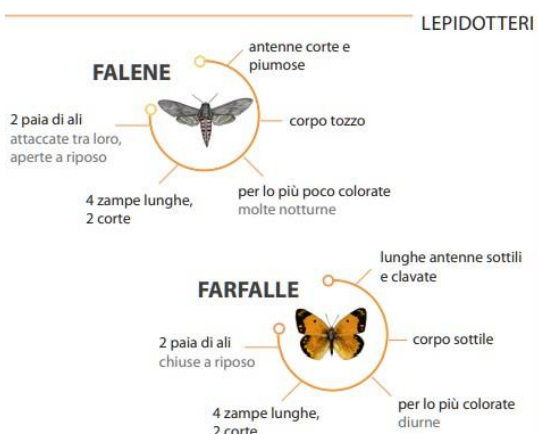 LEPIDOTTERI
FALENE
antenne corte e
piumose
corpo tozzo
per lo più poco colorate
molte notturne
4 zampe lunghe,
2 corte
2 paia di ali
attaccate tra loro,
aperte a riposo
FARFALLE
lunghe antenne sottili
e clavate
corpo sottile
per lo più colorate
diurne
4 zampe lunghe,
2 corte
2 paia di ali
chiuse a riposo